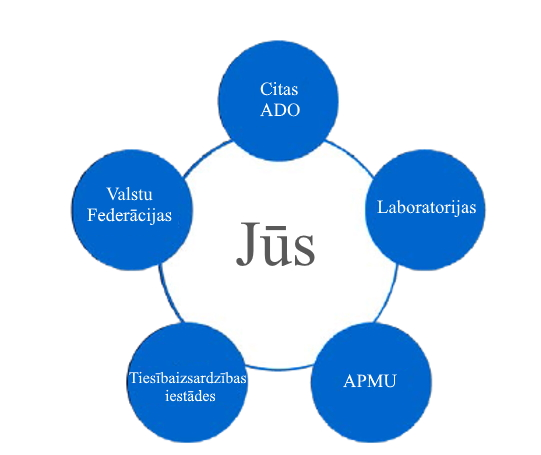 Citas
ADO
Valstu
Federācijas
Laboratorijas
Jūs
Tiesībaizsardzības
iestādes
APMU